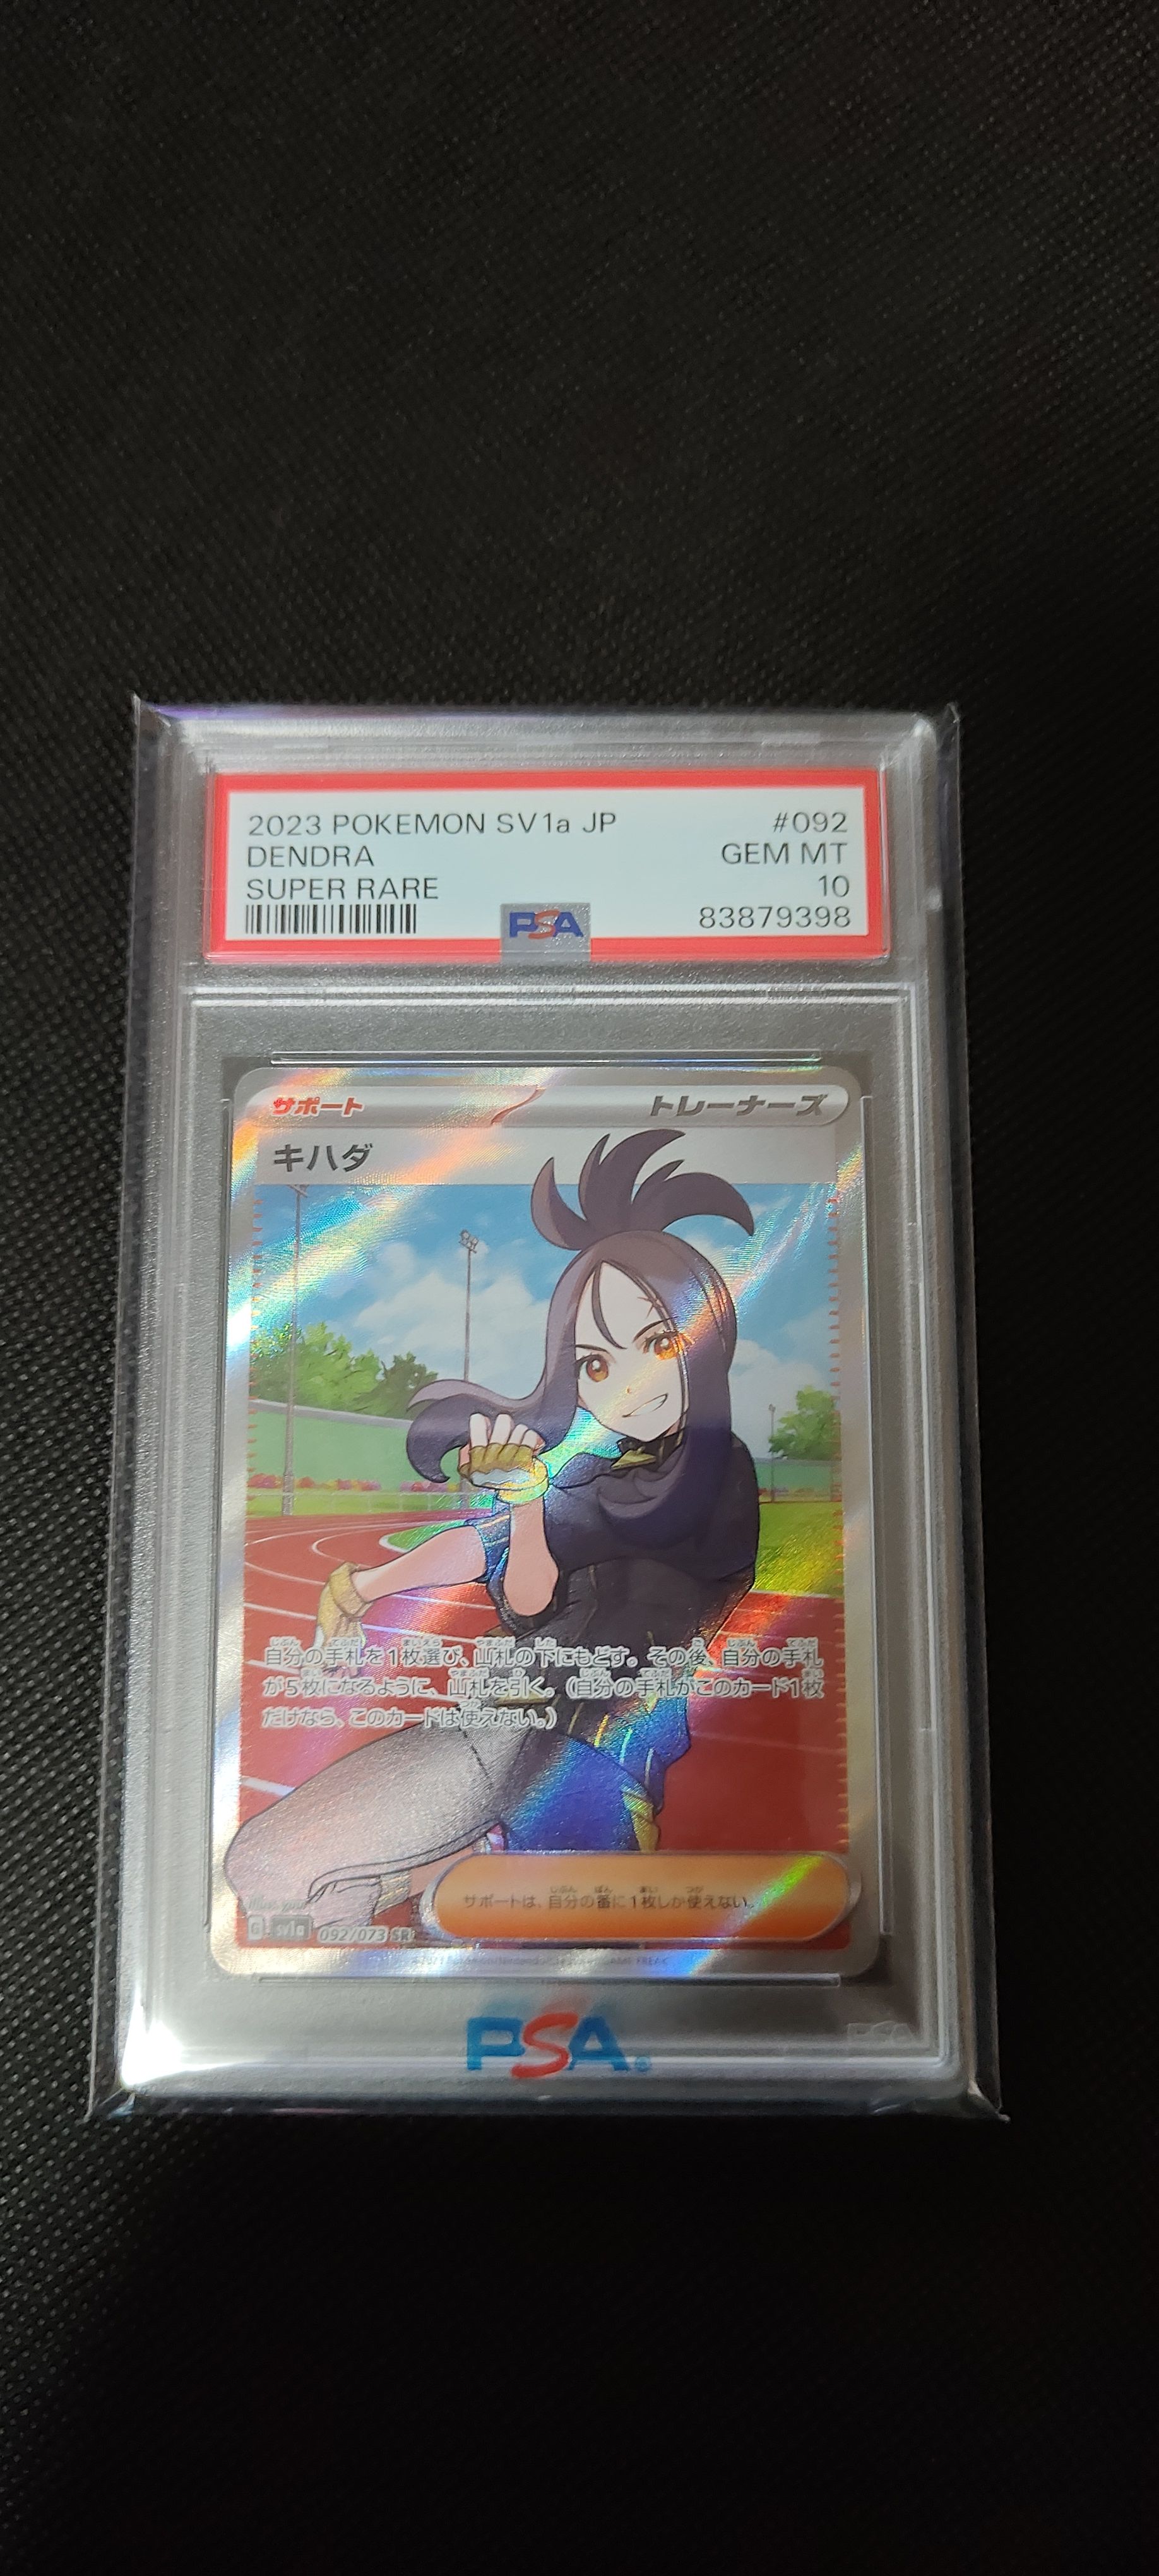 2023 POKEMON SV1a JP #092
DENDRA GEM MT
SUPER RARE 10
PSA 83879398
サポート トレーナーズ
キハダ
自分の手札を1枚選び、山札の下にもどす。その後、自分の手札
が5枚になるように、山札を引く。（自分の手札がこのカード1枚
だけなら、このカードは使えない。）
サポートは、自分の番に1枚しか使えない。
G sv1a 092/073 SR
PSA
PSA